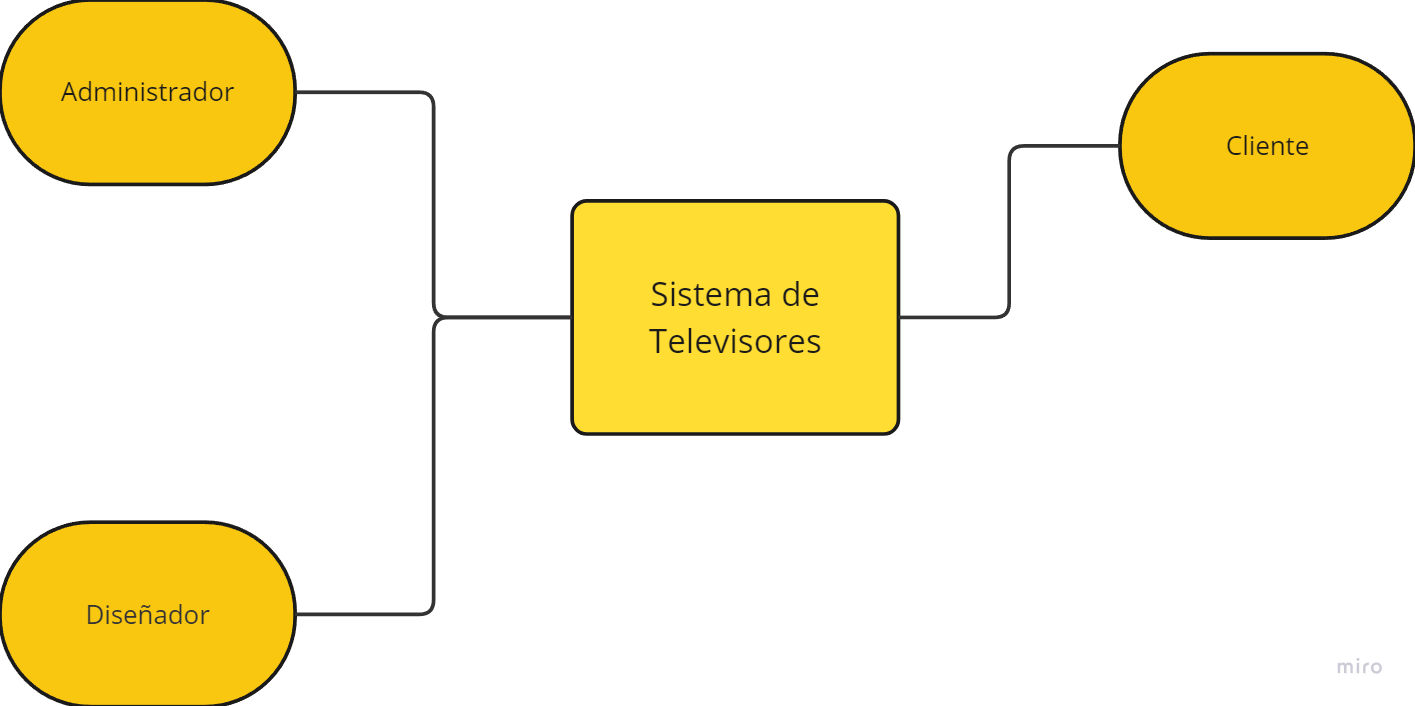 Administrador
Cliente
Sistema de
Televisores
Diseñador
miro